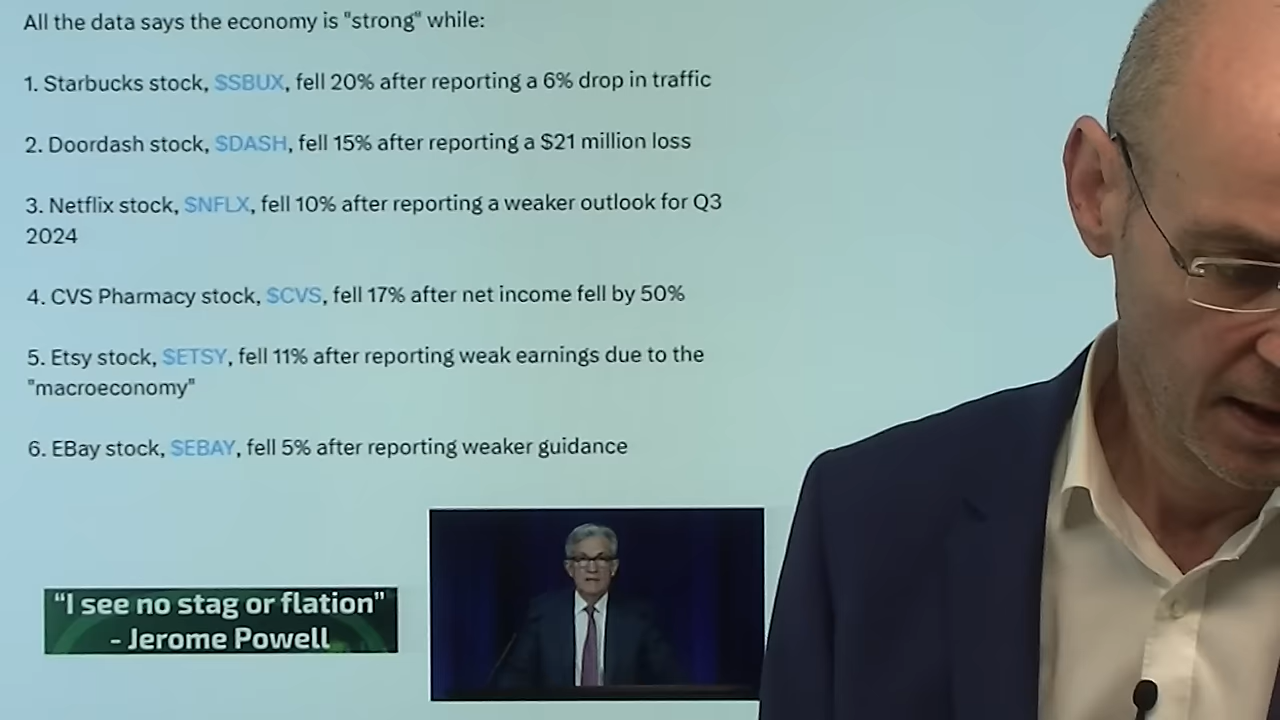 All the data says the economy is "strong" while:
1. Starbucks stock, $SBUX, fell 20% after reporting a 6% drop in traffic
2. Doordash stock, $DASH, fell 15% after reporting a $21 million loss
3. Netflix stock, $NFLX, fell 10% after reporting a weaker outlook for Q3
2024
4. CVS Pharmacy stock, $CVS, fell 17% after net income fell by 50%
5. Etsy stock, $ETSY, fell 11% after reporting weak earnings due to the
"macroeconomy"
6. EBay stock, $EBAY, fell 5% after reporting weaker guidance
“I see no stag or flation”
- Jerome Powell